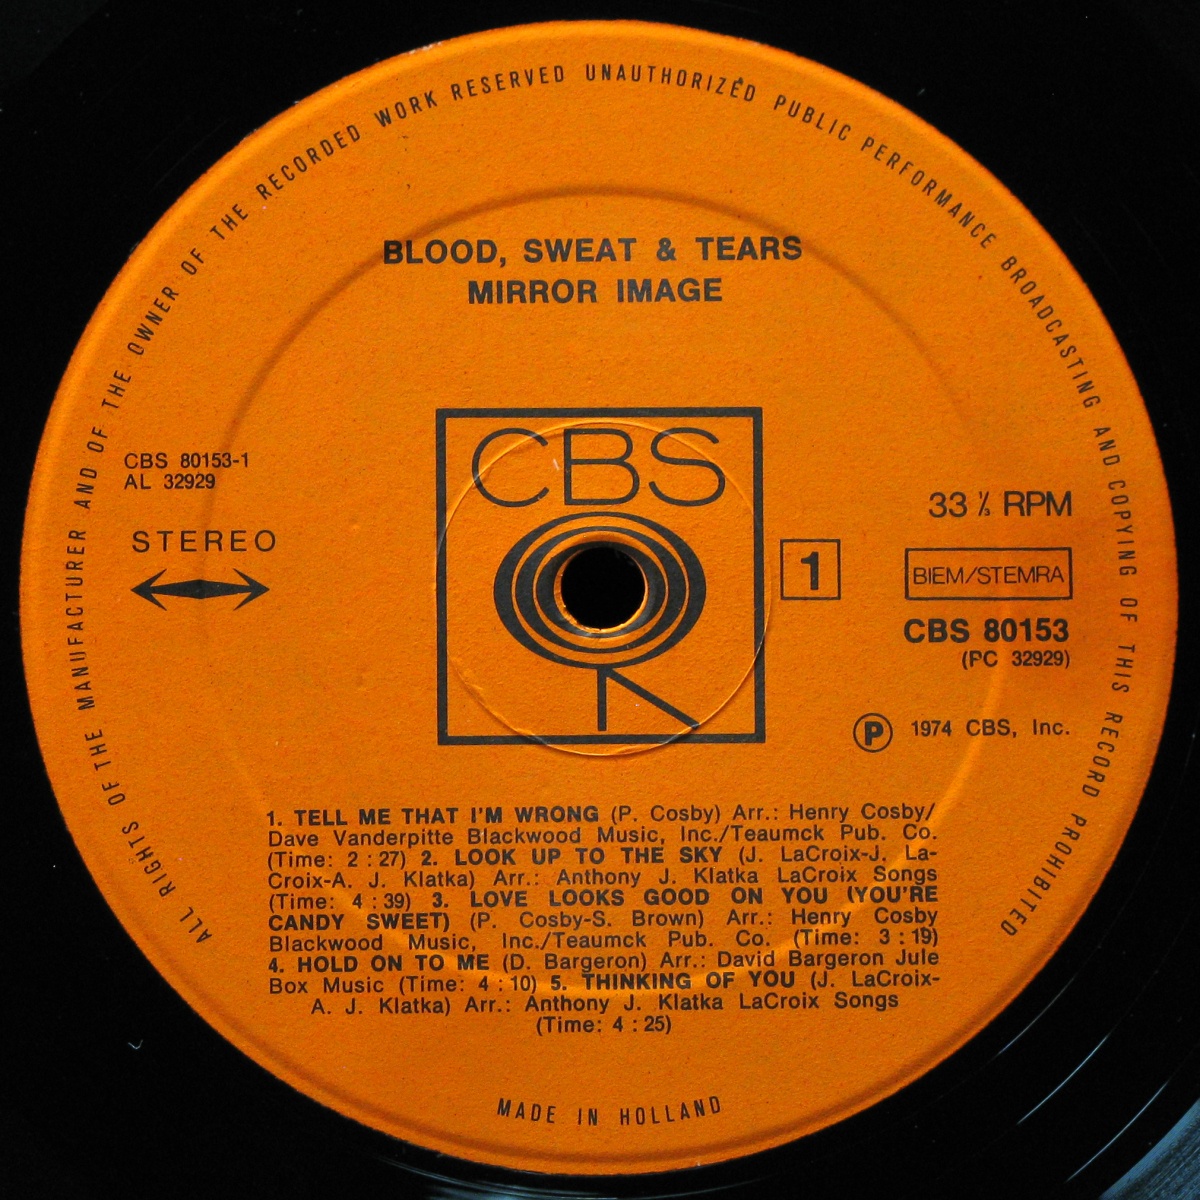 ALL RIGHTS OF THE MANUFACTURER AND OF THE OWNER OF THE RECORDED WORK RESERVED UNAUTHORIZED PUBLIC PERFORMANCE BROADCASTING AND COPYING OF THIS RECORD PROHIBITED
BLOOD, SWEAT & TEARS
MIRROR IMAGE
CBS
CBS 80153-1
AL 32929
STEREO
33 ⅓ RPM
1
BIEM/STEMRA
CBS 80153
(PC 32929)
Ⓟ 1974 CBS, Inc.
1. TELL ME THAT I'M WRONG (P. Cosby) Arr.: Henry Cosby/
Dave Vanderpitte Blackwood Music, Inc./Teaumck Pub. Co.
(Time: 2 : 27) 2. LOOK UP TO THE SKY (J. LaCroix-J. La-
Croix-A. J. Klatka) Arr.: Anthony J. Klatka LaCroix Songs
(Time: 4 : 39) 3. LOVE LOOKS GOOD ON YOU (YOU'RE
CANDY SWEET) (P. Cosby-S. Brown) Arr.: Henry Cosby
Blackwood Music, Inc./Teaumck Pub. Co. (Time: 3 : 19)
4. HOLD ON TO ME (D. Bargeron) Arr.: David Bargeron Jule
Box Music (Time: 4 : 10) 5. THINKING OF YOU (J. LaCroix-
A. J. Klatka) Arr.: Anthony J. Klatka LaCroix Songs
(Time: 4 : 25)
MADE IN HOLLAND